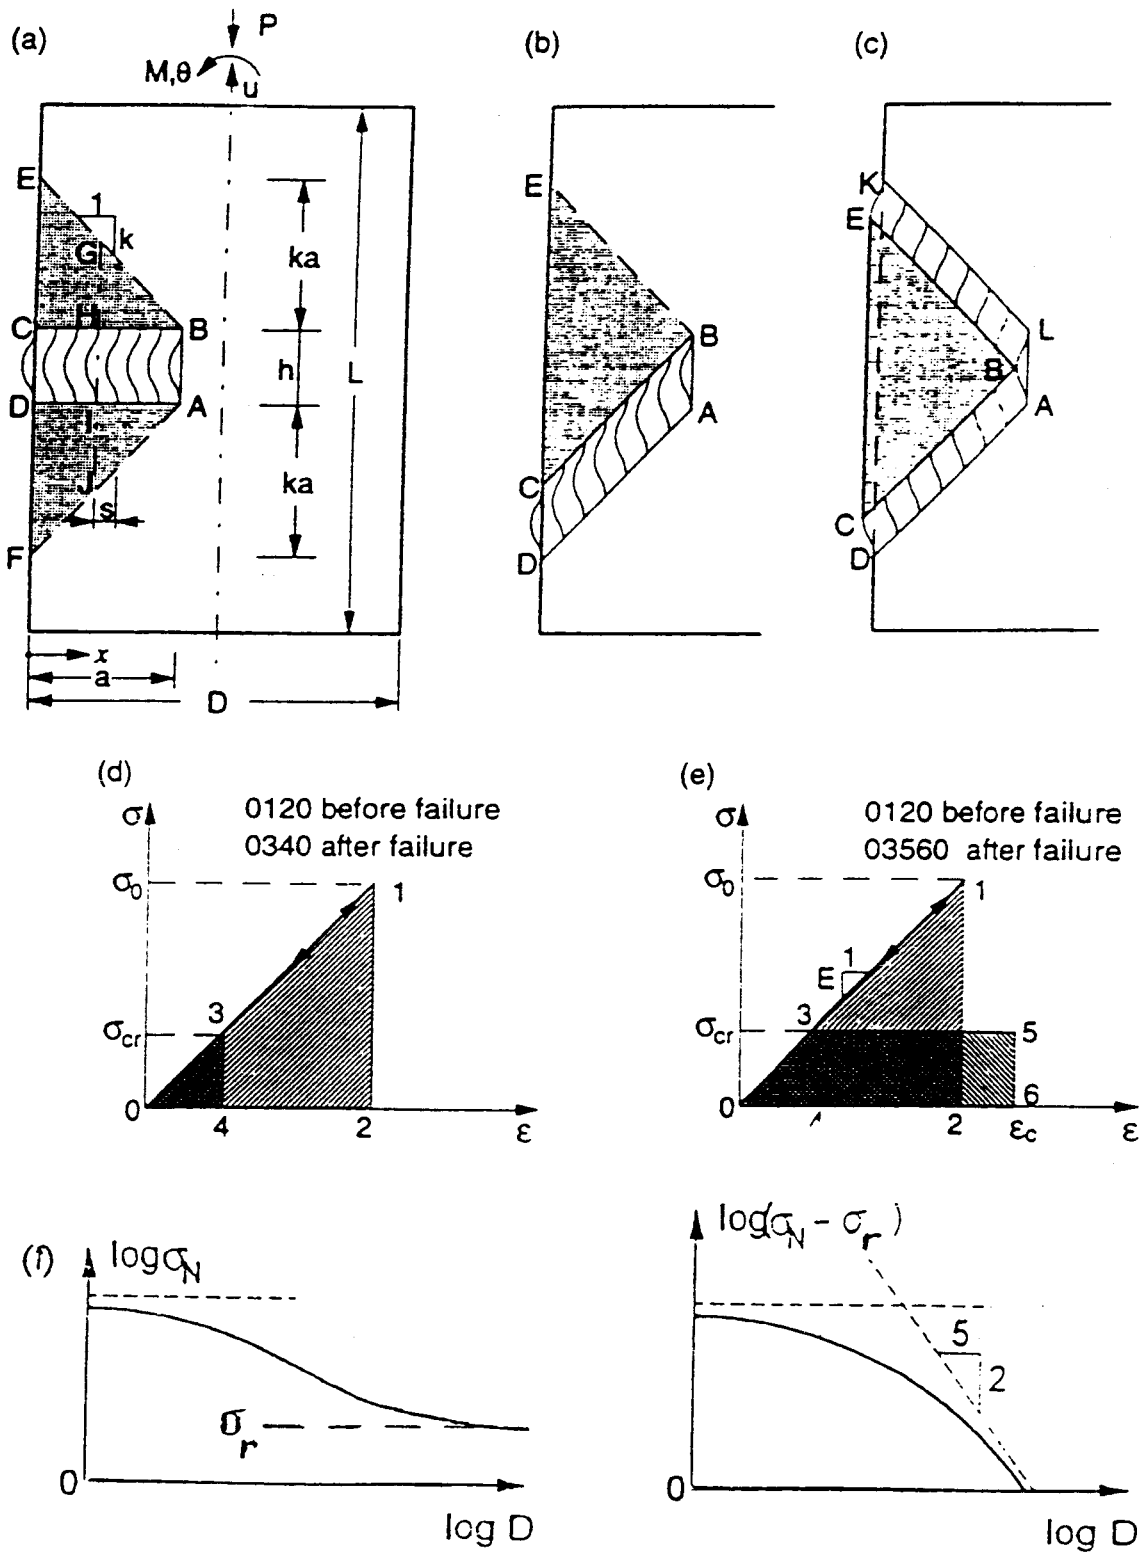 (a)
P
M,θ
u
E
1
k
G
ka
C
H
B
h
L
D
I
A
J
ka
s
F
x
a
D
(b)
E
B
A
C
D
(c)
K
E
L
B
A
C
D
(d)
0120 before failure
0340 after failure
σ
σ0
1
3
σcr
0
4
2
ε
(e)
0120 before failure
03560 after failure
σ
σ0
1
1
E
σcr
3
5
0
2
6
εc
ε
(f)
log σN
σr
0
log D
log(σN - σr)
5
2
0
log D